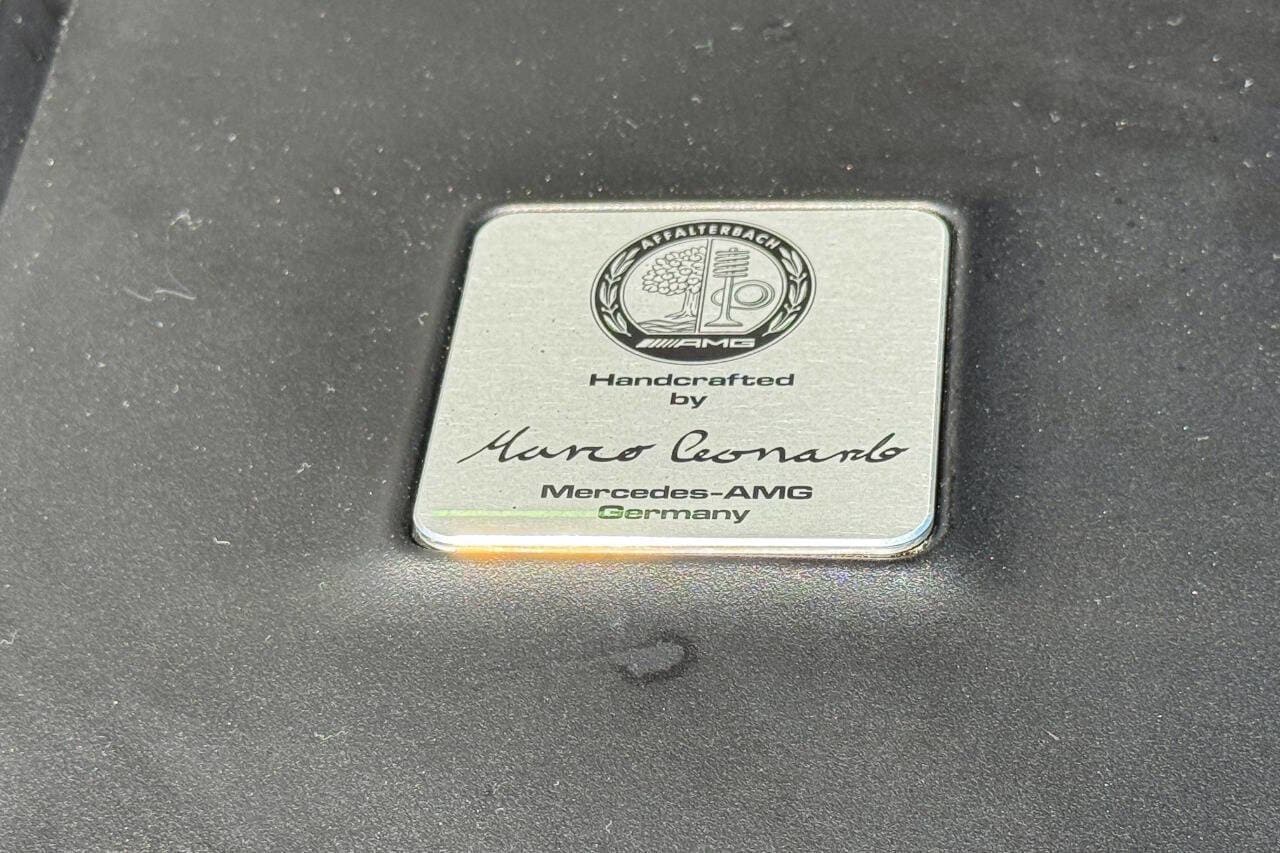 AFFALTERBACH
AMG
Handcrafted
by
Marco Leonardo
Mercedes-AMG
Germany